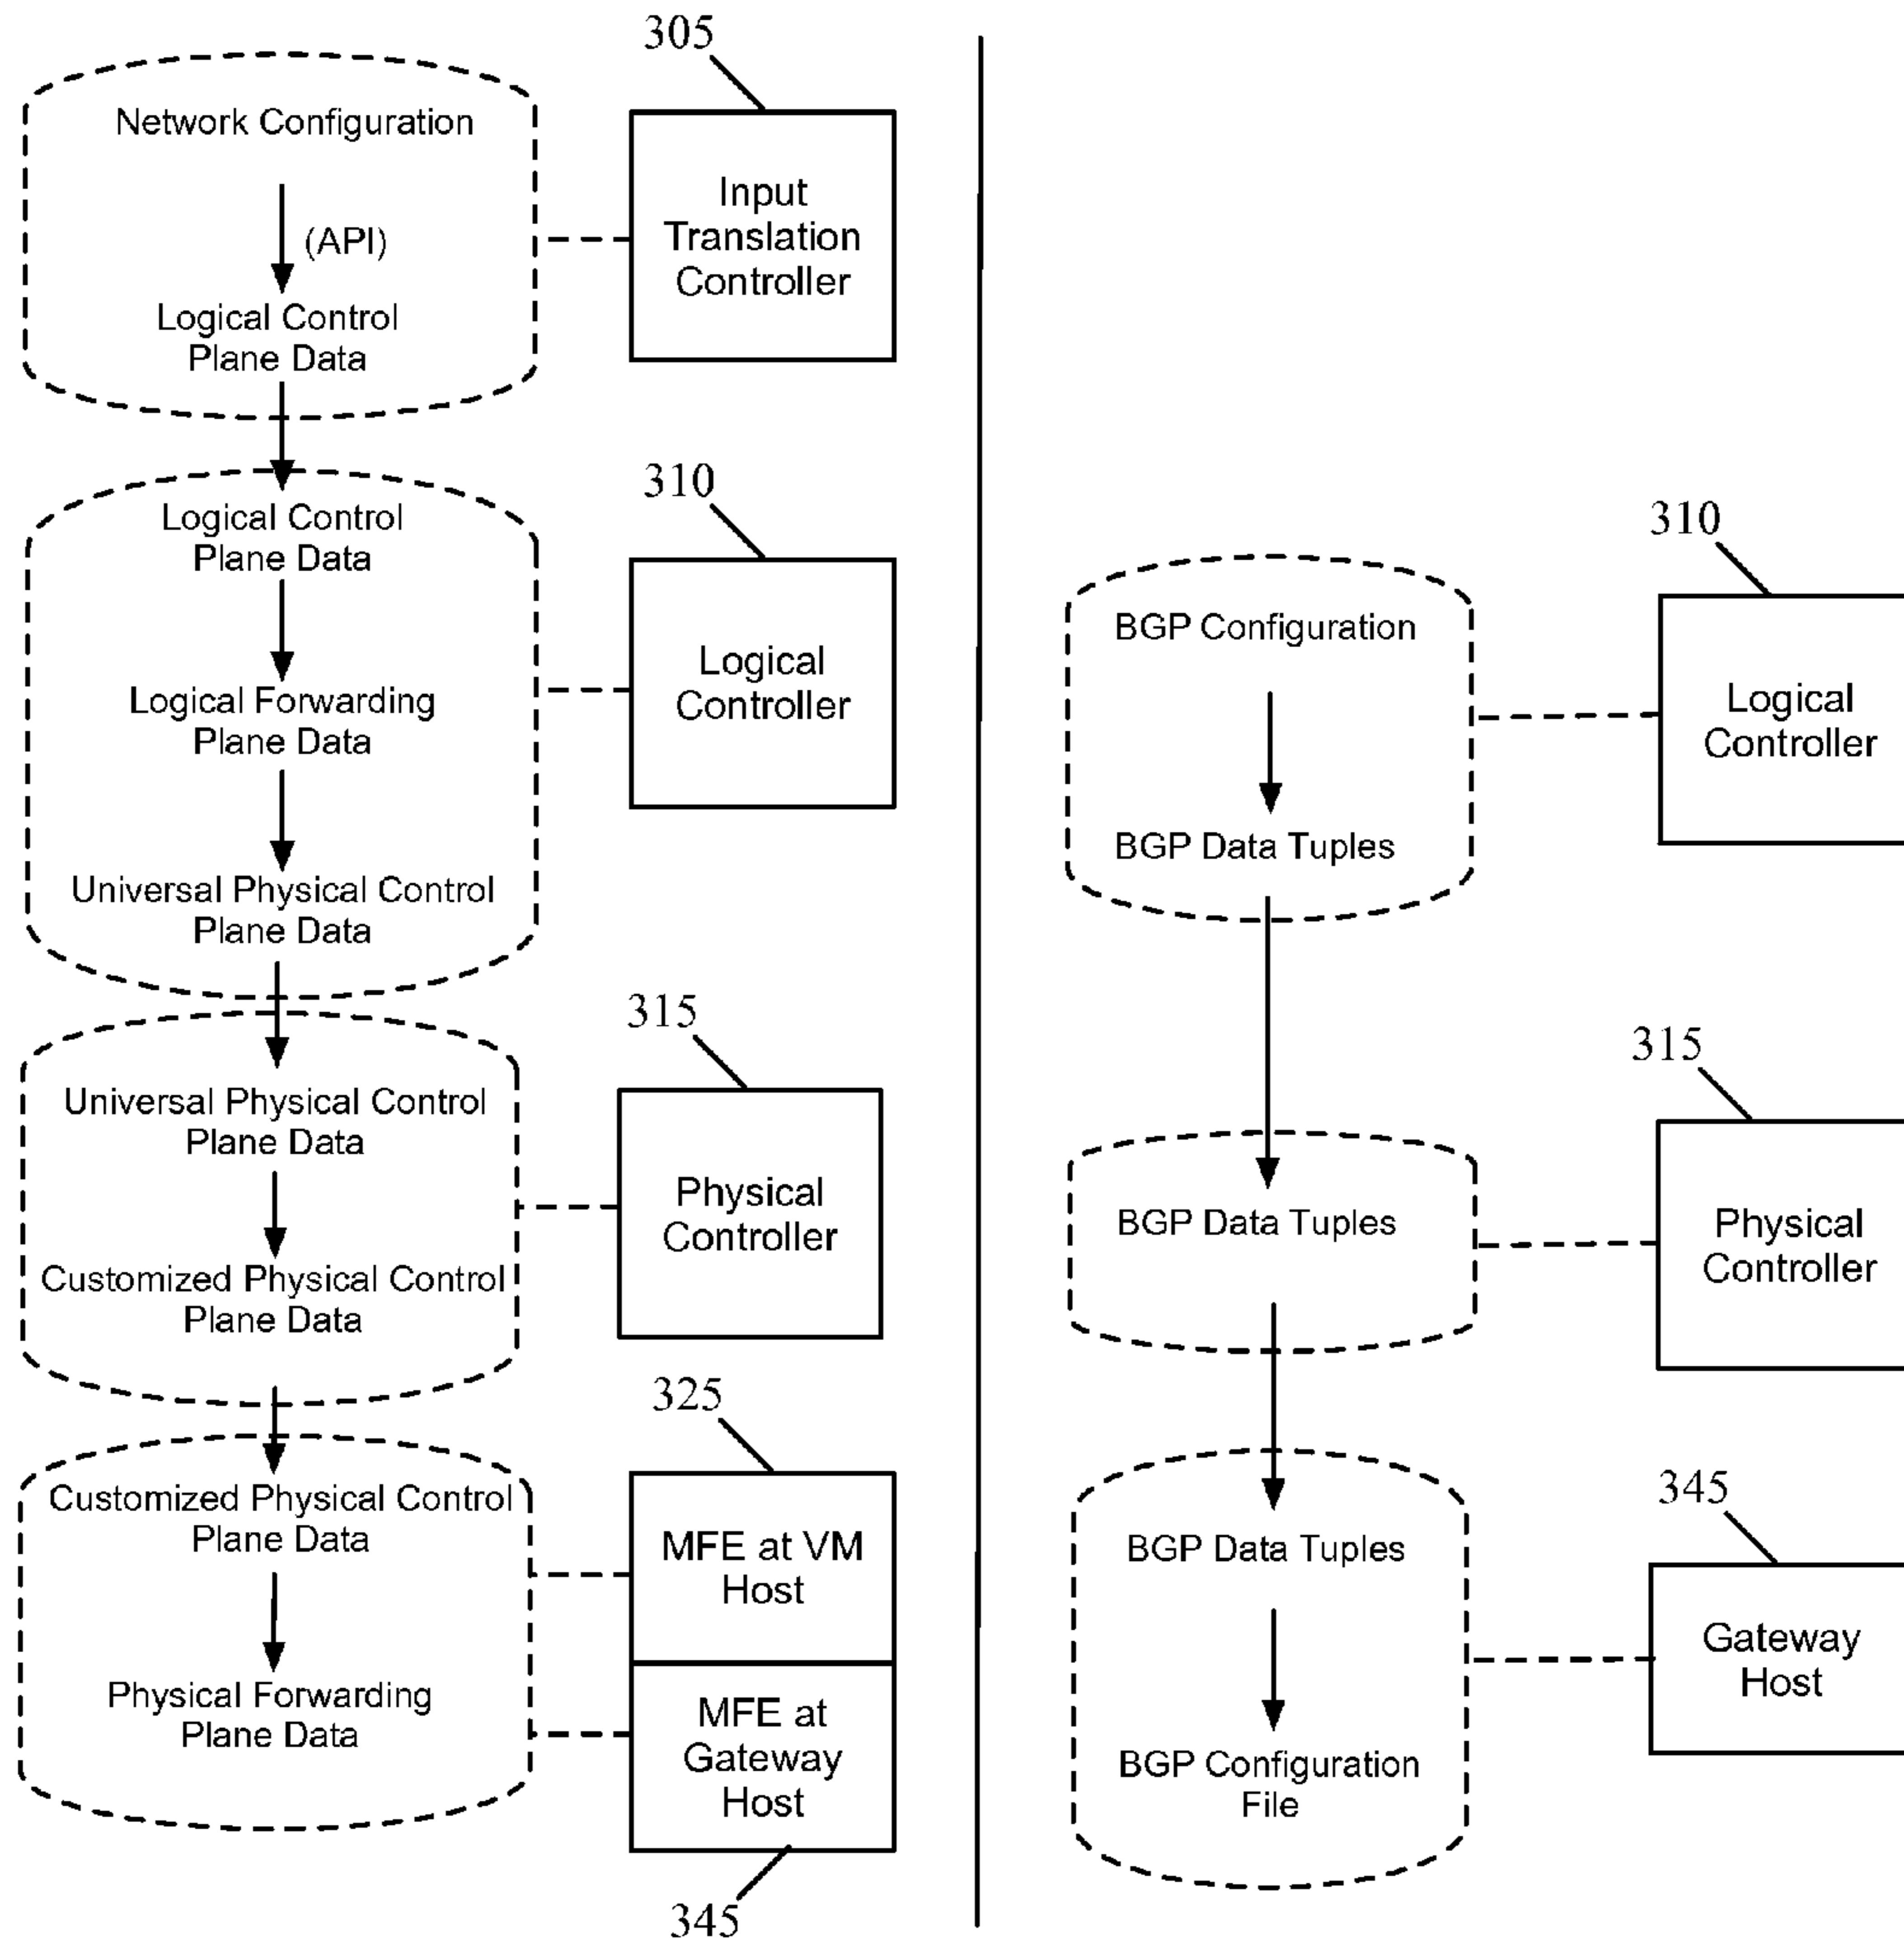 305
Network Configuration
(API)
Logical Control
Plane Data
Input
Translation
Controller
310
Logical Control
Plane Data
Logical Forwarding
Plane Data
Universal Physical Control
Plane Data
Logical
Controller
315
Universal Physical Control
Plane Data
Customized Physical Control
Plane Data
Physical
Controller
325
Customized Physical Control
Plane Data
Physical Forwarding
Plane Data
MFE at VM
Host
MFE at
Gateway
Host
345
310
BGP Configuration
BGP Data Tuples
Logical
Controller
315
BGP Data Tuples
Physical
Controller
345
BGP Data Tuples
BGP Configuration
File
Gateway
Host